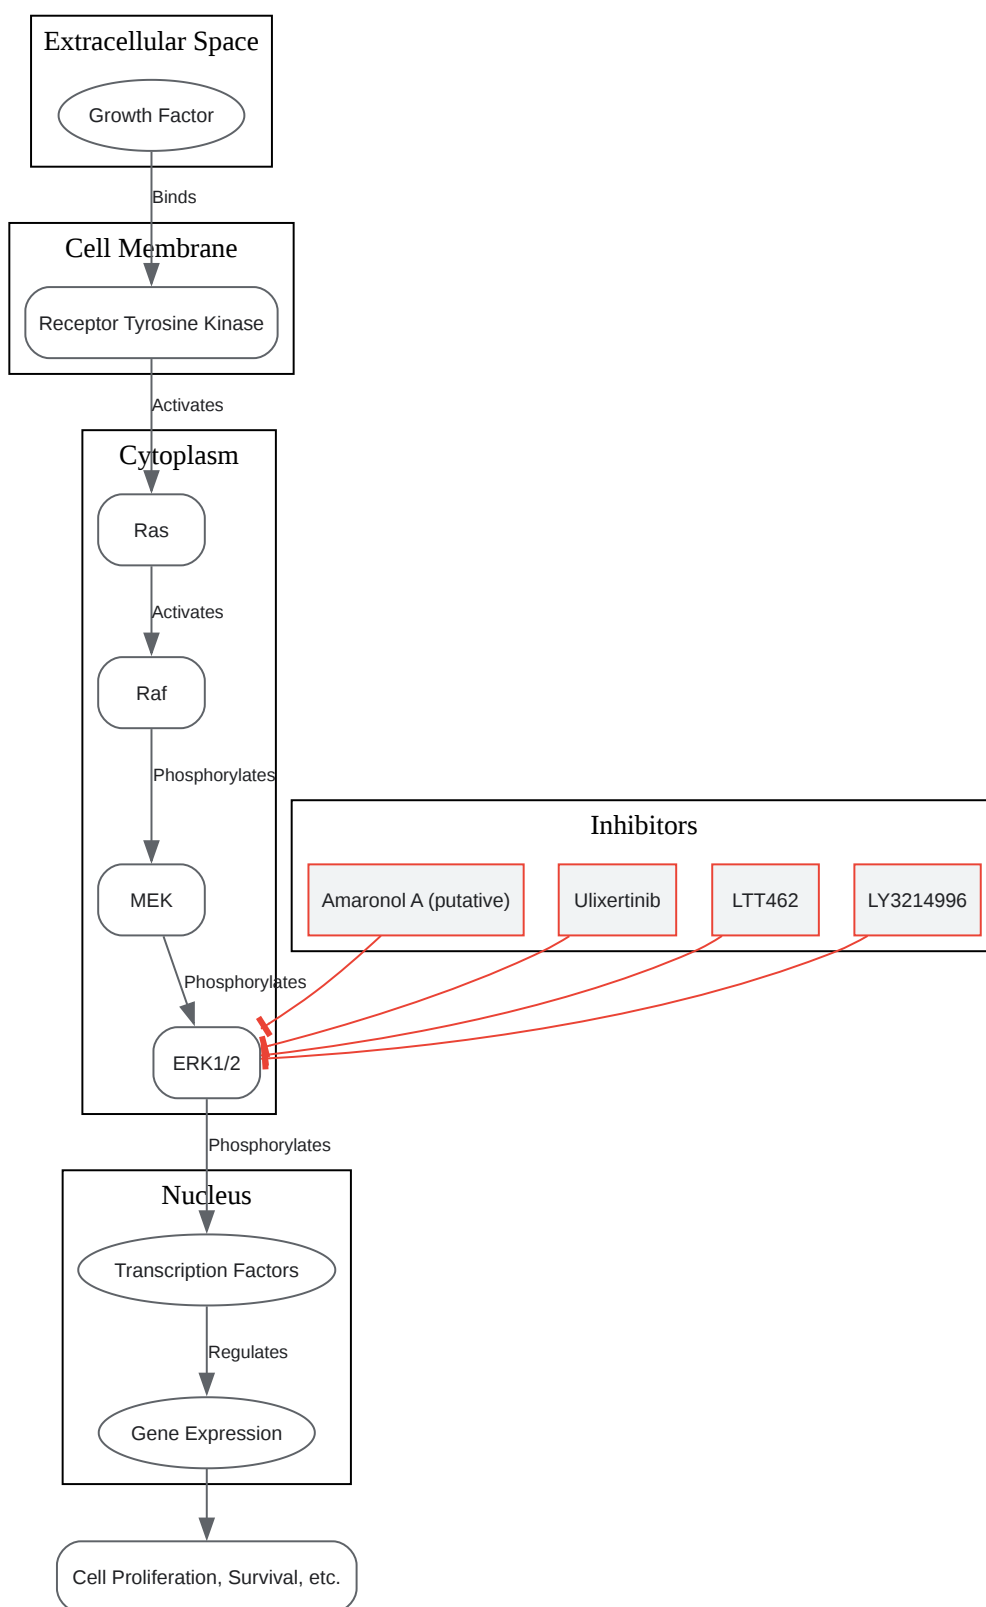 Extracellular Space
Growth Factor
Binds
Cell Membrane
Receptor Tyrosine Kinase
Activates
Cytoplasm
Ras
Activates
Raf
Phosphorylates
Inhibitors
MEK
Amaronol A (putative)
Ulixertinib
LTT462
LY3214996
Phosphorylates
ERK1/2
Phosphorylates
Nucleus
Transcription Factors
Regulates
Gene Expression
Cell Proliferation, Survival, etc.